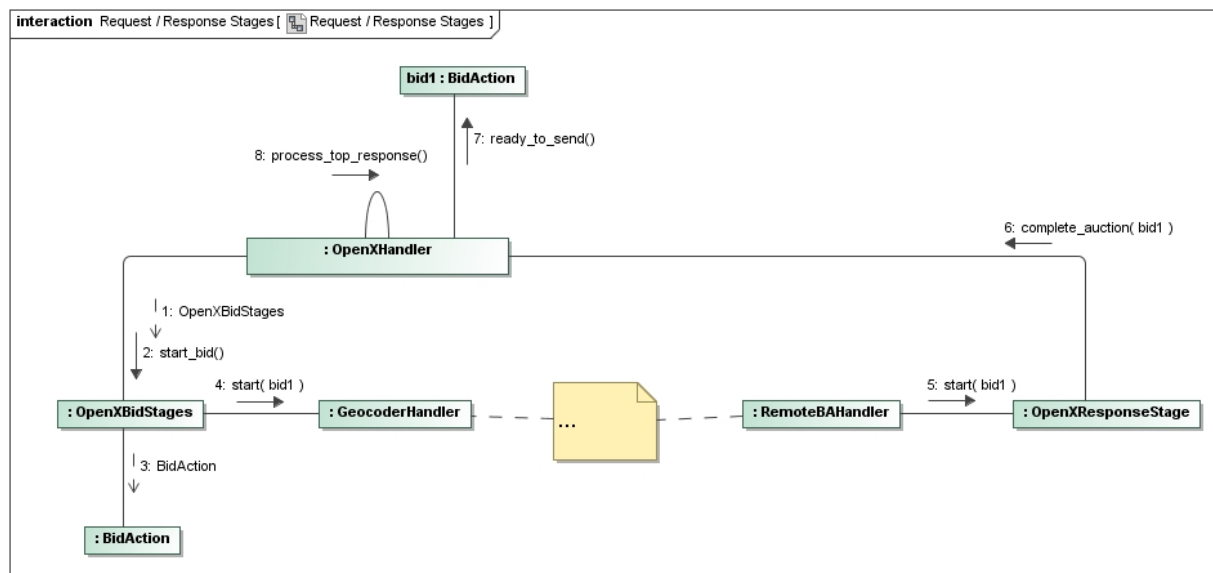 interaction Request / Response Stages [ Request / Response Stages ]
bid1 : BidAction
7: ready_to_send()
8: process_top_response()
6: complete_auction( bid1 )
: OpenXHandler
1: OpenXBidStages
2: start_bid()
4: start( bid1 )
5: start( bid1 )
: OpenXBidStages
: GeocoderHandler
...
: RemoteBAHandler
: OpenXResponseStage
3: BidAction
: BidAction